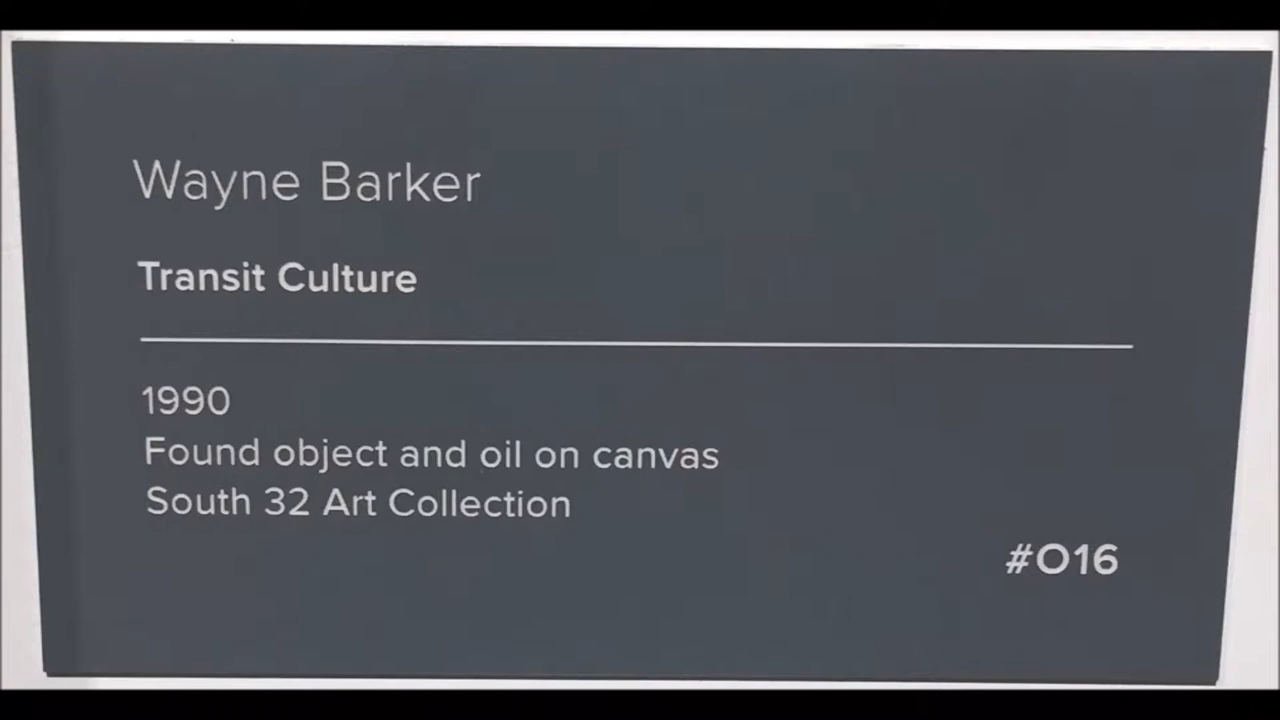 Wayne Barker
Transit Culture
1990
Found object and oil on canvas
South 32 Art Collection
#O16